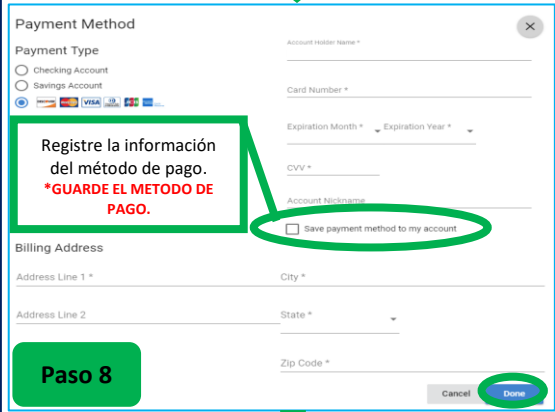 Payment Method
Payment Type
Checking Account
Savings Account
DISCOVER VISA
Account Holder Name *
Card Number *
Expiration Month * Expiration Year *
CVV *
Account Nickname
Save payment method to my account
Registre la información
del método de pago.
*GUARDE EL METODO DE
PAGO.
Billing Address
Address Line 1 *
City *
Address Line 2
State *
Zip Code *
Paso 8
Cancel
Done